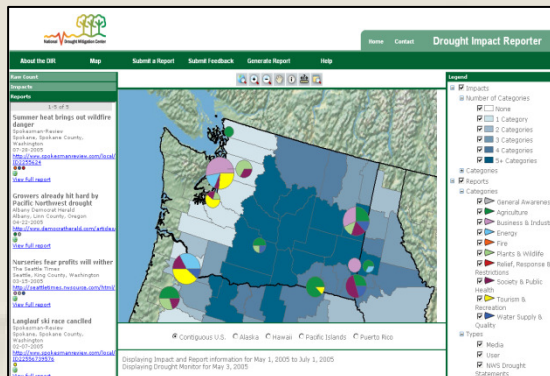 National Drought Mitigation Center
Home Contact Drought Impact Reporter
About the DIR Map Submit a Report Submit Feedback Generate Report Help
Raw Count
Impacts
Reports
1-5 of 5
Summer heat brings out wildfire
danger
Spokesman-Review
Spokane, Spokane County,
Washington
07-20-2005
View full report
Growers already hit hard by
Pacific Northwest drought
Albany Democrat Herald
Albany, Linn County, Oregon
04-22-2005
View full report
Nurseries fear profits will wither
The Seattle Times
Seattle, King County, Washington
03-15-2005
View full report
Langlauf ski race cancelled
Spokesman-Review
Spokane, Spokane County,
Washington
02-07-2005
View full report
Contiguous U.S. Alaska Hawaii Pacific Islands Puerto Rico
Displaying Impact and Report information for May 1, 2005 to July 1, 2005
Displaying Drought Monitor for May 3, 2005
Legend
Impacts
Number of Categories
None
1 Category
2 Categories
3 Categories
4 Categories
5+ Categories
Categories
Reports
Categories
General Awareness
Agriculture
Business & Indust
Energy
Fire
Plants & Wildlife
Relief, Response &
Restrictions
Society & Public
Health
Tourism &
Recreation
Water Supply &
Quality
Types
Media
User
NWS Drought
Statements